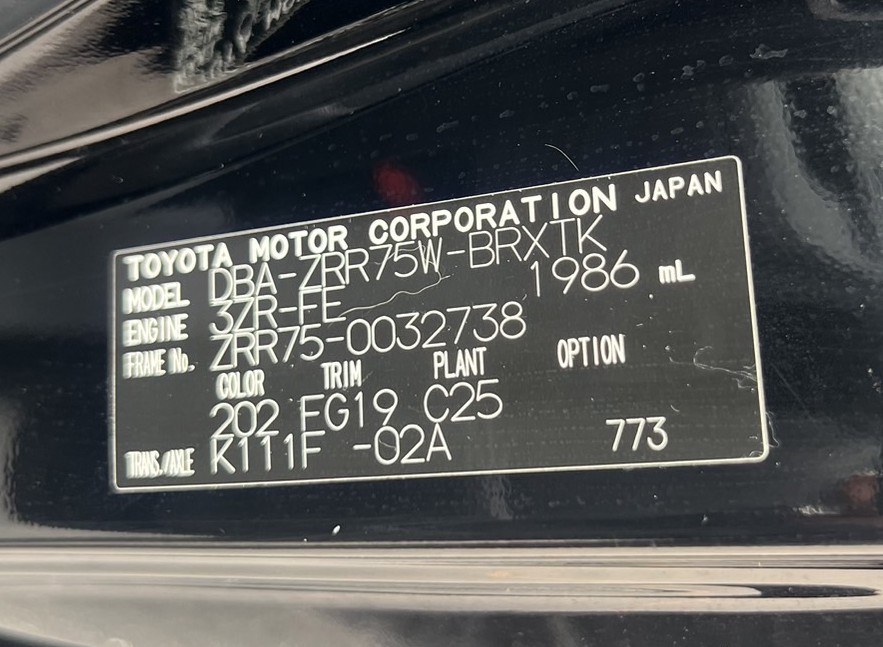 TOYOTA MOTOR CORPORATION JAPAN
MODEL DBA-ZRR75W-BRXTK
ENGINE 3ZR-FE 1986 mL
FRAME No. ZRR75-0032738
COLOR TRIM PLANT OPTION
202 FG19 C25
TRANS./AXLE K111F -02A 773